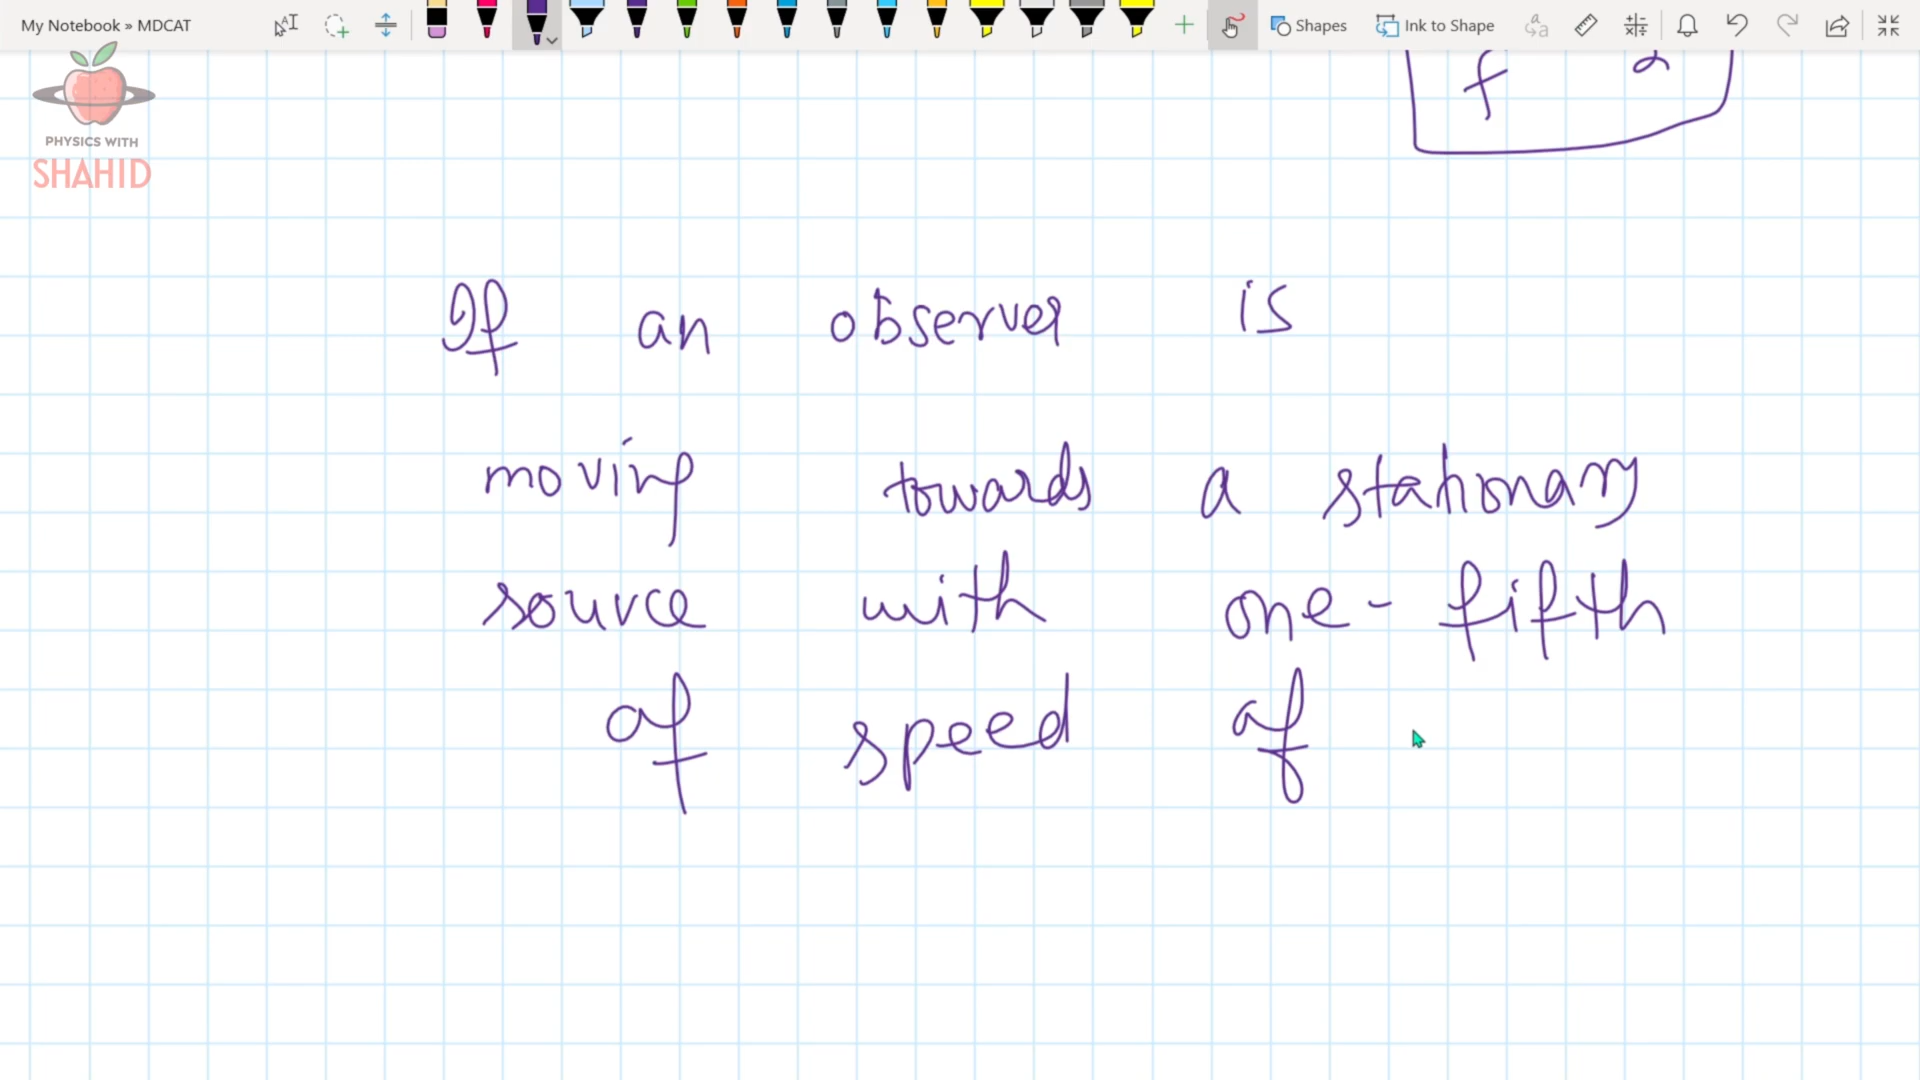 My Notebook » MDCAT
Shapes
Ink to Shape
PHYSICS WITH
SHAHID
f 2
If an observer is
moving towards a stationary
source with one-fifth
of speed of